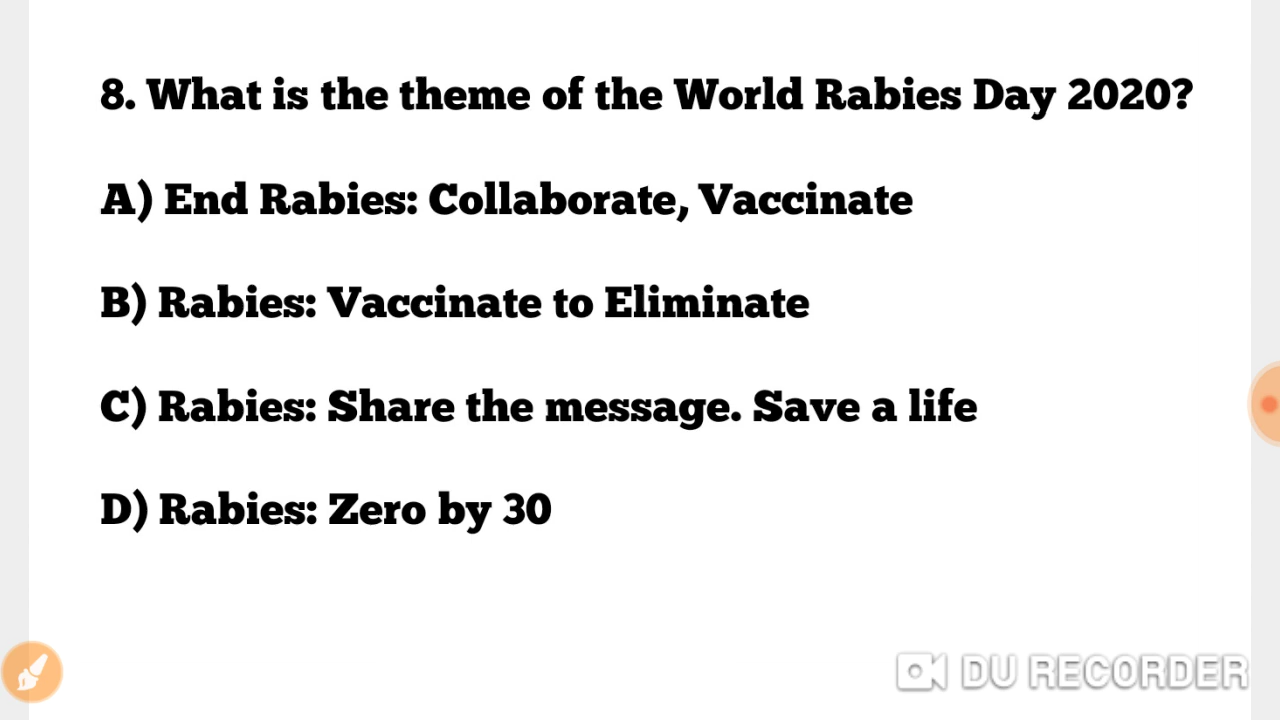 8. What is the theme of the World Rabies Day 2020?
A) End Rabies: Collaborate, Vaccinate
B) Rabies: Vaccinate to Eliminate
C) Rabies: Share the message. Save a life
D) Rabies: Zero by 30
DU RECORDER